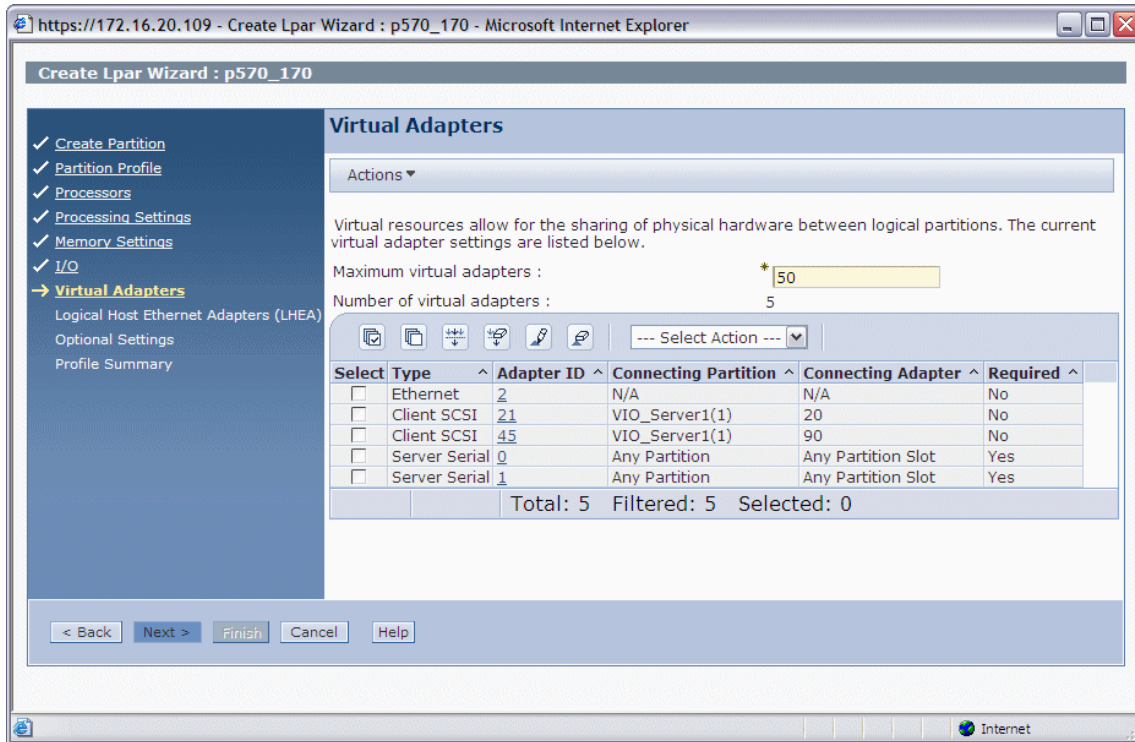 https://172.16.20.109 - Create Lpar Wizard : p570_170 - Microsoft Internet Explorer
Create Lpar Wizard : p570_170
Create Partition
Partition Profile
Processors
Processing Settings
Memory Settings
I/O
Virtual Adapters
Logical Host Ethernet Adapters (LHEA)
Optional Settings
Profile Summary
Virtual Adapters
Actions
Virtual resources allow for the sharing of physical hardware between logical partitions. The current
virtual adapter settings are listed below.
Maximum virtual adapters : * 50
Number of virtual adapters : 5
--- Select Action ---
Select Type ^ Adapter ID ^ Connecting Partition ^ Connecting Adapter ^ Required ^
Ethernet 2 N/A N/A No
Client SCSI 21 VIO_Server1(1) 20 No
Client SCSI 45 VIO_Server1(1) 90 No
Server Serial 0 Any Partition Any Partition Slot Yes
Server Serial 1 Any Partition Any Partition Slot Yes
Total: 5 Filtered: 5 Selected: 0
< Back Next > Finish Cancel Help
Internet